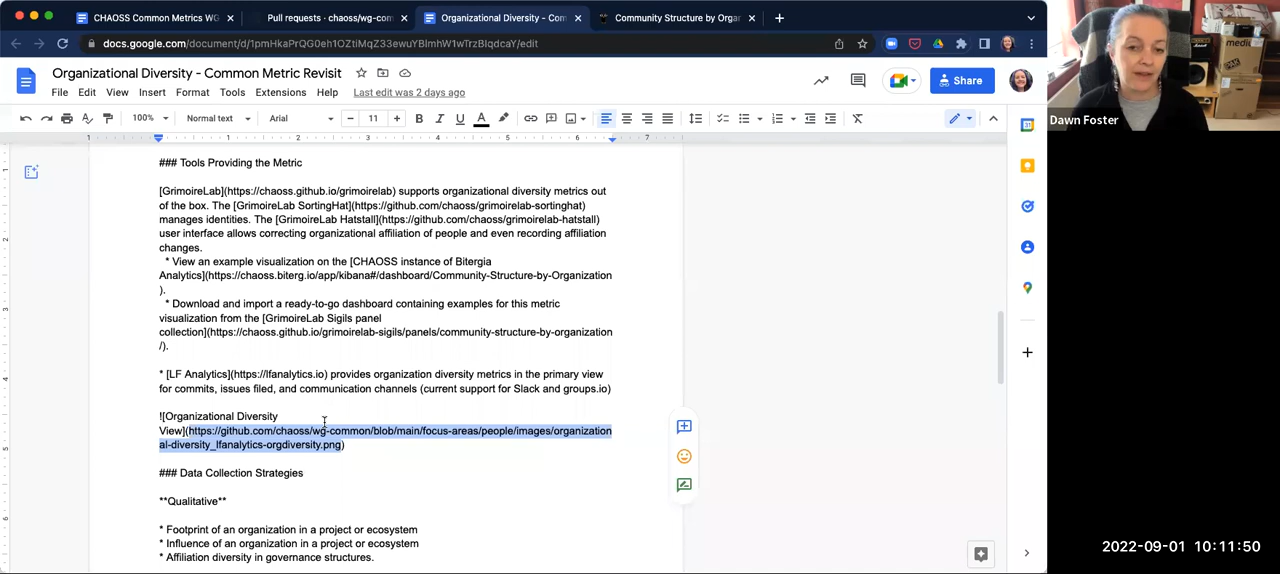 CHAOSS Common Metrics WG
Pull requests · chaoss/wg-com
Organizational Diversity - Com
Community Structure by Organ
docs.google.com/document/d/1pmHkaPrQG0eh1OZtiMqZ33ewuYBlmhW1wTrzBlqdcaY/edit
Organizational Diversity - Common Metric Revisit
File Edit View Insert Format Tools Extensions Help Last edit was 2 days ago
Share
100% Normal text Arial 11
### Tools Providing the Metric
[GrimoireLab](https://chaoss.github.io/grimoirelab) supports organizational diversity metrics out
of the box. The [GrimoireLab SortingHat](https://github.com/chaoss/grimoirelab-sortinghat)
manages identities. The [GrimoireLab Hatstall](https://github.com/chaoss/grimoirelab-hatstall)
user interface allows correcting organizational affiliation of people and even recording affiliation
changes.
* View an example visualization on the [CHAOSS instance of Bitergia
Analytics](https://chaoss.biterg.io/app/kibana#/dashboard/Community-Structure-by-Organization
).
* Download and import a ready-to-go dashboard containing examples for this metric
visualization from the [GrimoireLab Sigils panel
collection](https://chaoss.github.io/grimoirelab-sigils/panels/community-structure-by-organization
/).
* [LF Analytics](https://lfanalytics.io) provides organization diversity metrics in the primary view
for commits, issues filed, and communication channels (current support for Slack and groups.io)
![Organizational Diversity
View](https://github.com/chaoss/wg-common/blob/main/focus-areas/people/images/organization
al-diversity_lfanalytics-orgdiversity.png)
### Data Collection Strategies
**Qualitative**
* Footprint of an organization in a project or ecosystem
* Influence of an organization in a project or ecosystem
* Affiliation diversity in governance structures.
Dawn Foster
2022-09-01 10:11:50